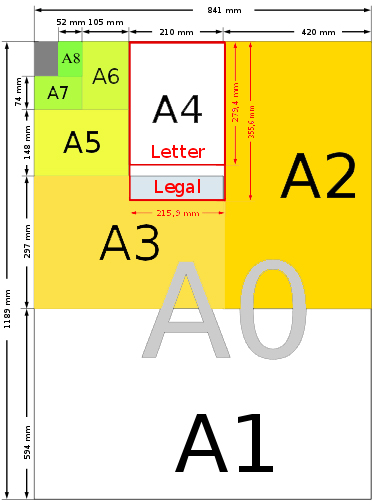 841 mm
52 mm 105 mm 210 mm 420 mm
A8
A7
A6
A5
A4
Letter
Legal
A3
A2
A0
A1
74 mm
148 mm
297 mm
594 mm
1189 mm
279,4 mm
355,6 mm
215,9 mm